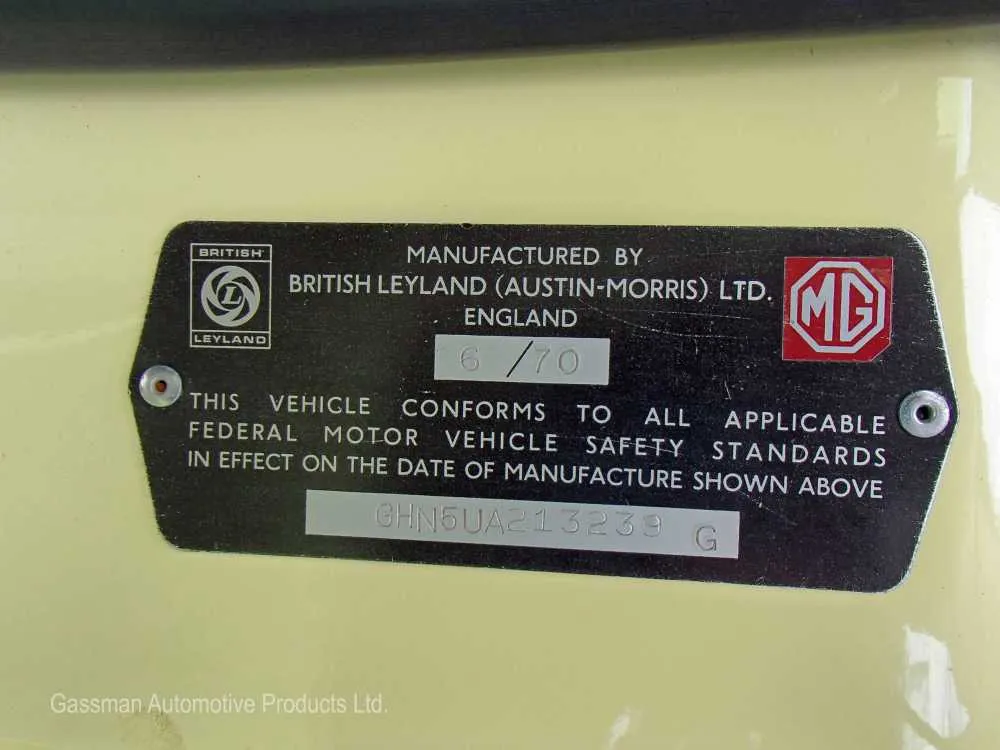 BRITISH
LEYLAND
MANUFACTURED BY
BRITISH LEYLAND (AUSTIN-MORRIS) LTD.
ENGLAND
MG
6 /70
THIS VEHICLE CONFORMS TO ALL APPLICABLE
FEDERAL MOTOR VEHICLE SAFETY STANDARDS
IN EFFECT ON THE DATE OF MANUFACTURE SHOWN ABOVE
GHN5UA213239 G
Gassman Automotive Products Ltd.